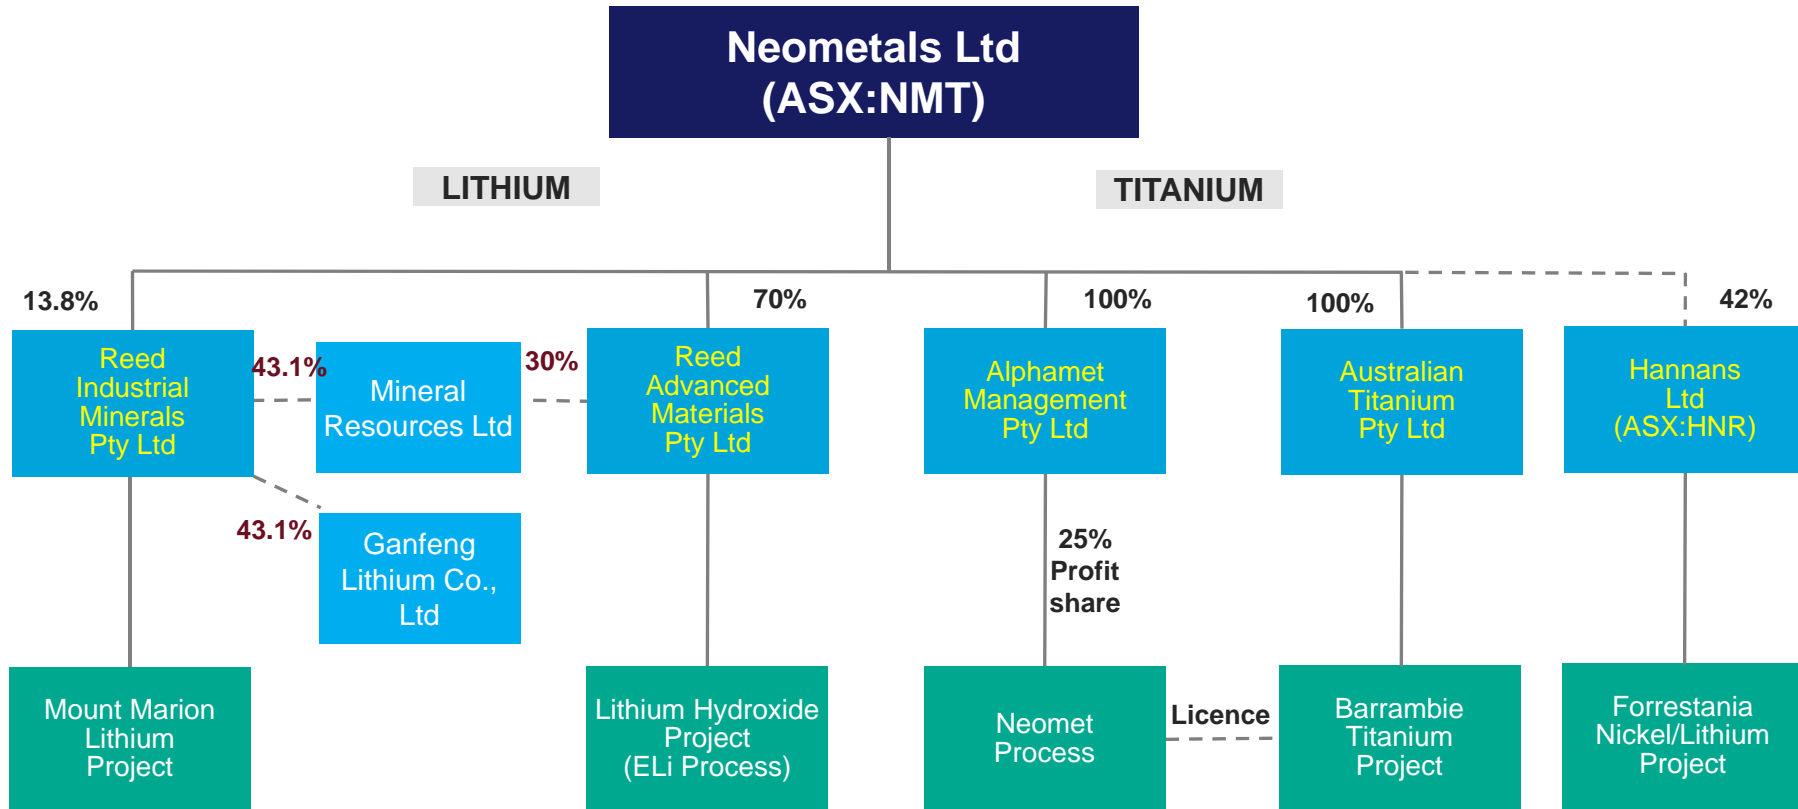 Neometals Ltd
(ASX:NMT)
LITHIUM
TITANIUM
13.8%
70%
100%
100%
42%
Reed
Industrial
Minerals
Pty Ltd
43.1%
Mineral
Resources Ltd
30%
Reed
Advanced
Materials
Pty Ltd
Alphamet
Management
Pty Ltd
Australian
Titanium
Pty Ltd
Hannans
Ltd
(ASX:HNR)
43.1%
Ganfeng
Lithium Co.,
Ltd
25%
Profit
share
Mount Marion
Lithium
Project
Lithium Hydroxide
Project
(ELi Process)
Neomet
Process
Licence
Barrambie
Titanium
Project
Forrestania
Nickel/Lithium
Project